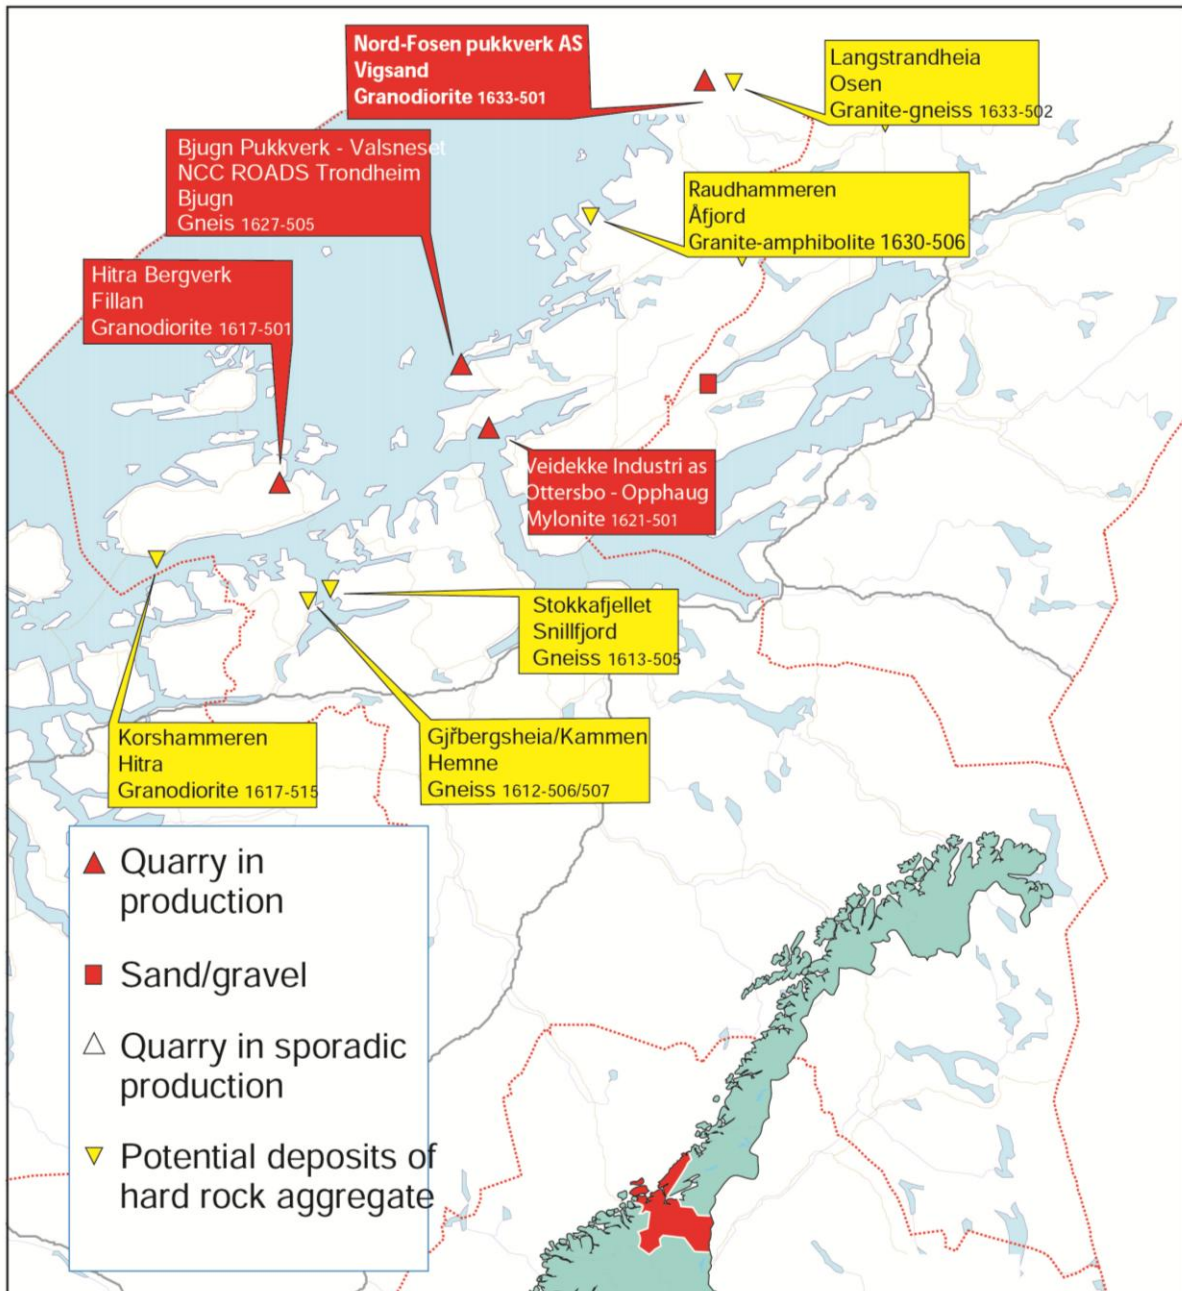 Nord-Fosen pukkverk AS
Vigsand
Granodiorite 1633-501
Langstrandheia
Osen
Granite-gneiss 1633-502
Bjugn Pukkverk - Valsneset
NCC ROADS Trondheim
Bjugn
Gneis 1627-505
Raudhammeren
Åfjord
Granite-amphibolite 1630-506
Hitra Bergverk
Fillan
Granodiorite 1617-501
Veidekke Industri as
Ottersbo - Opphaug
Mylonite 1621-501
Stokkafjellet
Snillfjord
Gneiss 1613-505
Korshammeren
Hitra
Granodiorite 1617-515
Gjřbergsheia/Kammen
Hemne
Gneiss 1612-506/507
Quarry in
production
Sand/gravel
Quarry in sporadic
production
Potential deposits of
hard rock aggregate